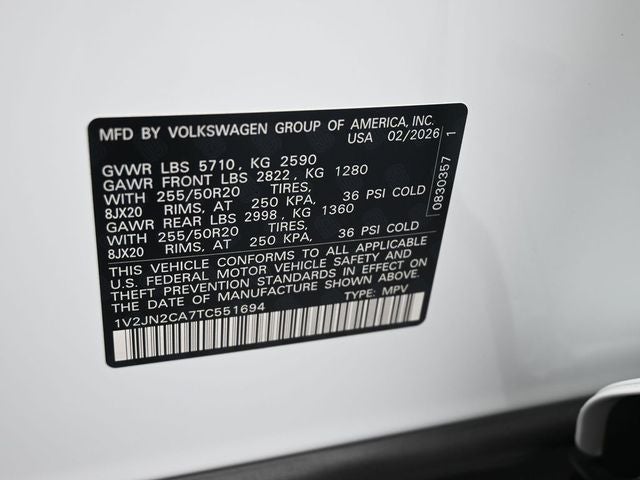 MFD BY VOLKSWAGEN GROUP OF AMERICA, INC.
USA 02/2026
GVWR LBS 5710, KG 2590
GAWR FRONT LBS 2822, KG 1280
WITH 255/50R20 TIRES,
8JX20 RIMS, AT 250 KPA, 36 PSI COLD
GAWR REAR LBS 2998, KG 1360
WITH 255/50R20 TIRES,
8JX20 RIMS, AT 250 KPA, 36 PSI COLD
THIS VEHICLE CONFORMS TO ALL APPLICABLE
U.S. FEDERAL MOTOR VEHICLE SAFETY AND
THEFT PREVENTION STANDARDS IN EFFECT ON
THE DATE OF MANUFACTURE SHOWN ABOVE.
1V2JN2CA7TC551694 TYPE: MPV
0830357 1